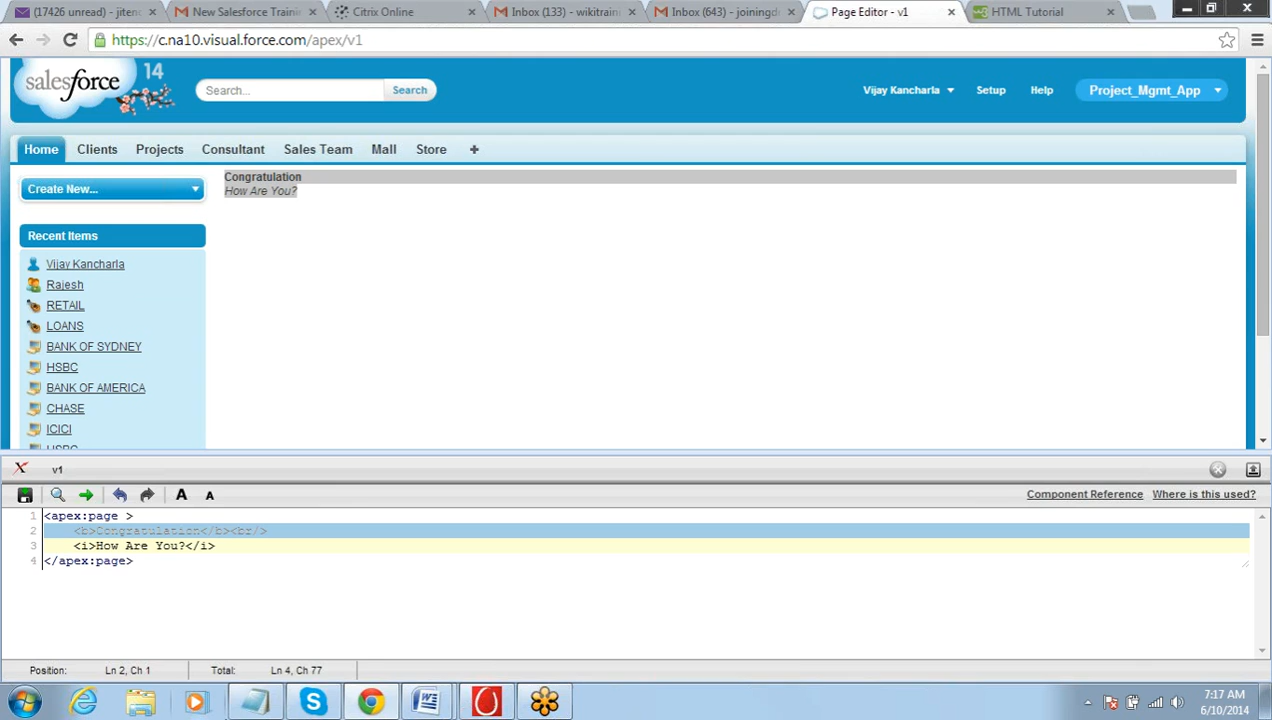 (17426 unread) - jiten
New Salesforce Traini
Citrix Online
Inbox (133) - wikitrain
Inbox (643) - joiningd
Page Editor - v1
HTML Tutorial
https://c.na10.visual.force.com/apex/v1
salesforce 14
Search...
Search
Vijay Kancharla
Setup
Help
Project_Mgmt_App
Home
Clients
Projects
Consultant
Sales Team
Mall
Store
+
Create New...
Congratulation
How Are You?
Recent Items
Vijay Kancharla
Rajesh
RETAIL
LOANS
BANK OF SYDNEY
HSBC
BANK OF AMERICA
CHASE
ICICI
HSBC
v1
A
A
Component Reference
Where is this used?
1 <apex:page >
2 <b>Congratulation</b><br/>
3 <i>How Are You?</i>
4 </apex:page>
Position:
Ln 2, Ch 1
Total:
Ln 4, Ch 77
7:17 AM
6/10/2014